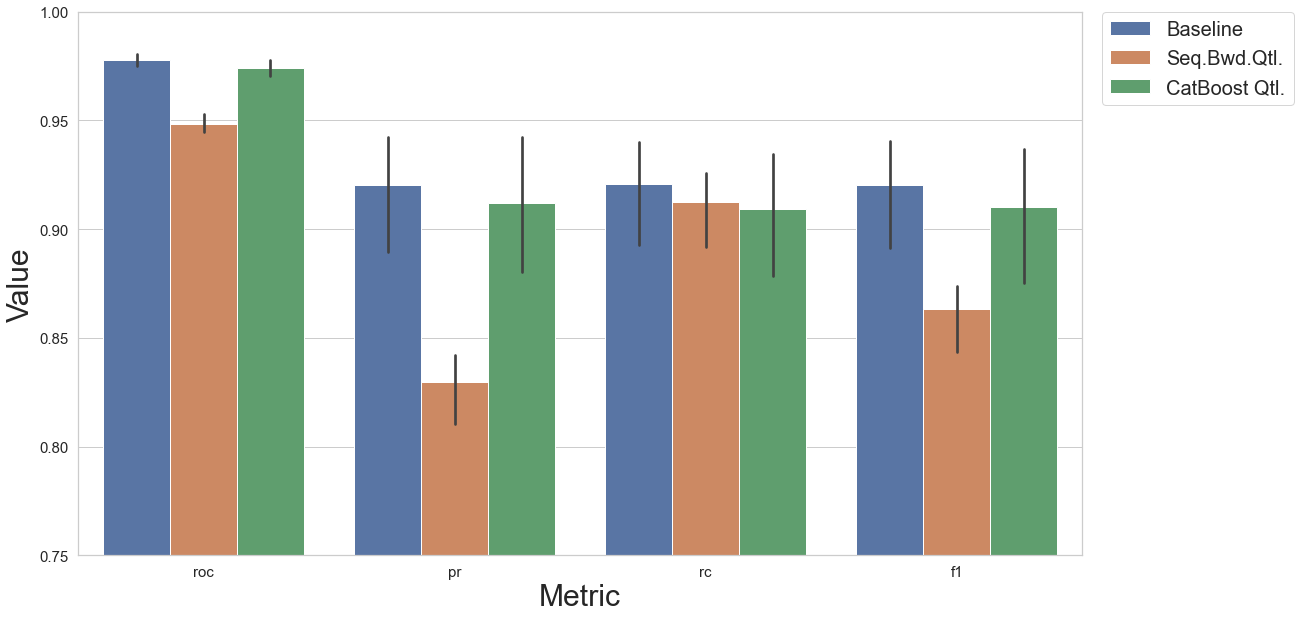 1.00
0.95
0.90
0.85
0.80
0.75
Value
roc
pr
rc
f1
Metric
Baseline
Seq.Bwd.Qtl.
CatBoost Qtl.